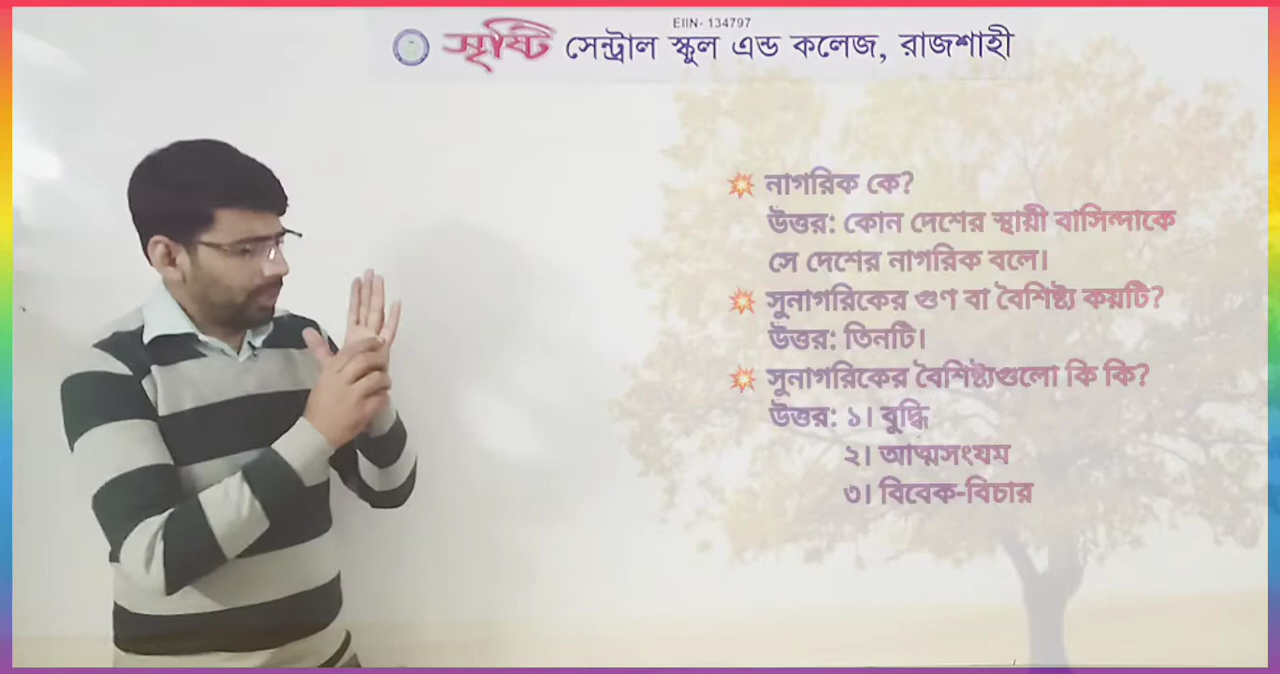 EIIN- 134797
সৃষ্টি সেন্ট্রাল স্কুল এন্ড কলেজ, রাজশাহী
নাগরিক কে?
উত্তর: কোন দেশের স্থায়ী বাসিন্দাকে
সে দেশের নাগরিক বলে।
সুনাগরিকের গুণ বা বৈশিষ্ট্য কয়টি?
উত্তর: তিনটি।
সুনাগরিকের বৈশিষ্ট্যগুলো কি কি?
উত্তর: ১। বুদ্ধি
২। আত্মসংযম
৩। বিবেক-বিচার